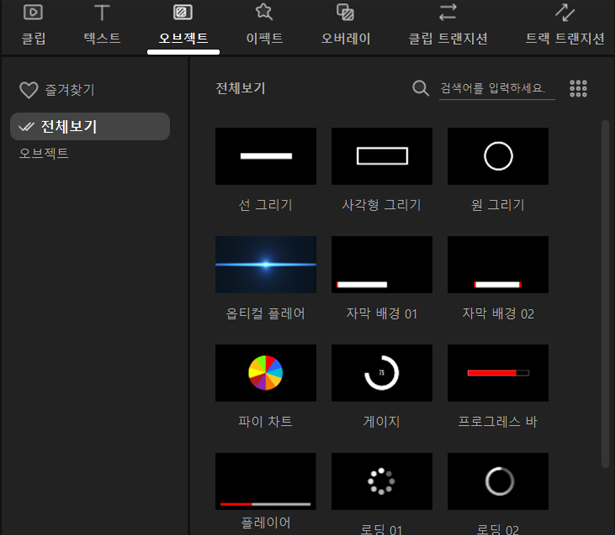 클립 텍스트 오브젝트 이펙트 오버레이 클립 트랜지션 트랙 트랜지션
즐겨찾기
전체보기
오브젝트
전체보기 검색어를 입력하세요.
선 그리기 사각형 그리기 원 그리기
옵티컬 플레어 자막 배경 01 자막 배경 02
75
파이 차트 게이지 프로그레스 바
플레이어 로딩 01 로딩 02